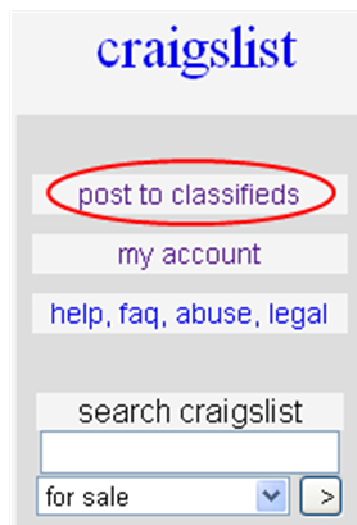 craigslist
post to classifieds
my account
help, faq, abuse, legal
search craigslist
for sale
>